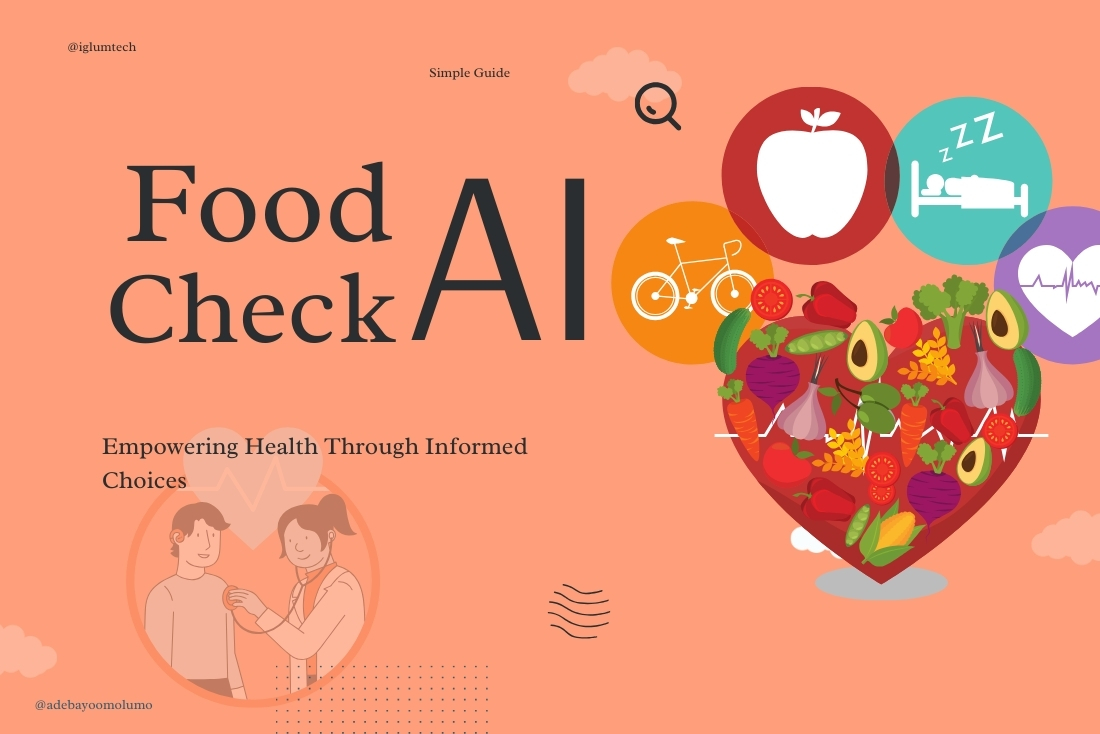 @iglumtech
Simple Guide
Food
Check AI
Z Z Z
Empowering Health Through Informed
Choices
@adebayoomolumo